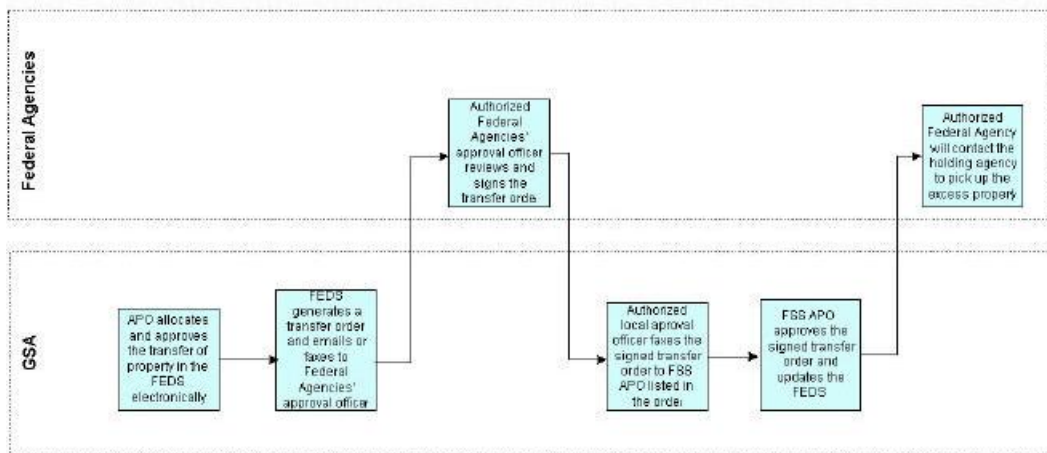 Federal Agencies
Authorized
Federal
Agencies'
approval officer
reviews and
signs the
transfer orde
Authorized
Federal Agency
will contact the
holding agency
to pick up the
excess property
GSA
APO allocates
and approves
the transfer of
property in the
FEDS
electronically
FEDS
generates a
transfer order
and emails or
faxes to
Federal
Agencies'
approval officer
Authorized
local aproval
officer faxes the
signed transfer
order to FSS
APO listed in
the order
FSS APO
approves the
signed transfer
order and
updates the
FEDS